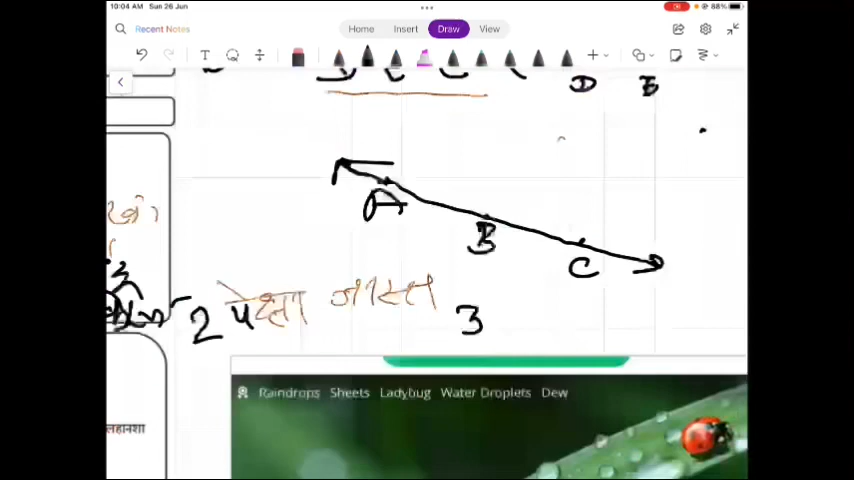 10:04 AM Sun 26 Jun
88%
Recent Notes
Home Insert Draw View
T
D E
A
B
C
2 पेक्षा जास्त 3
लहानशा
Raindrops Sheets Ladybug Water Droplets Dew